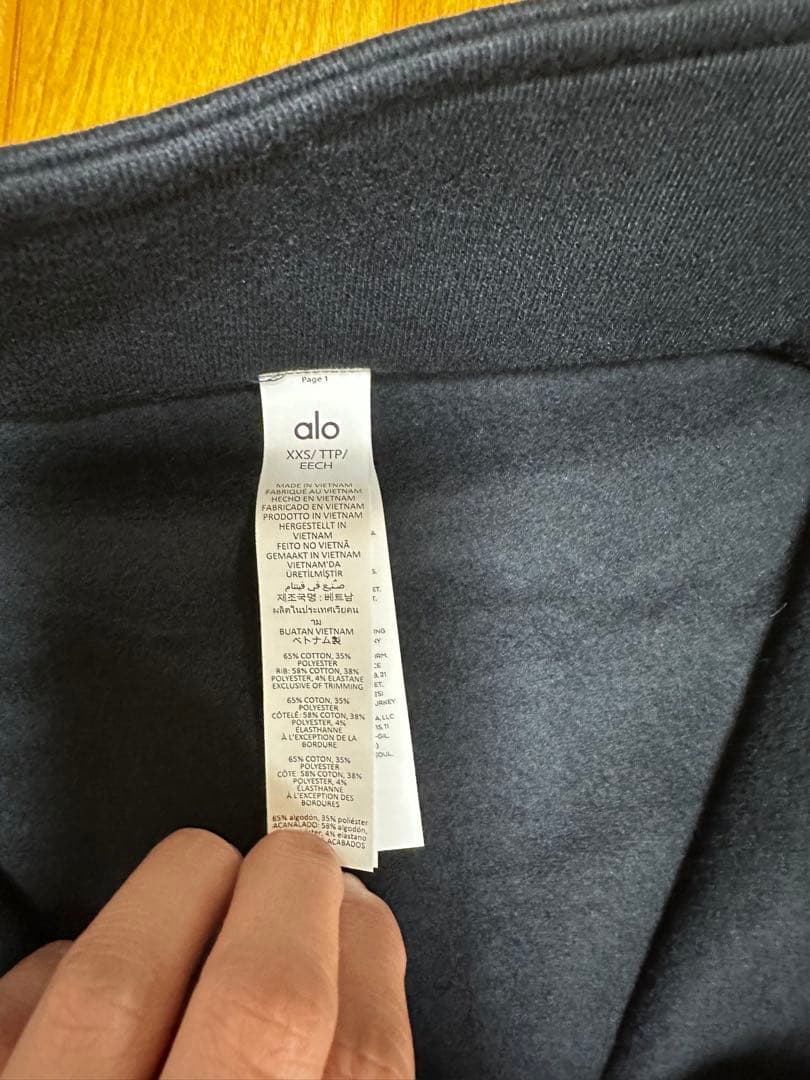 Page 1
alo
XXS/ TTP/
EECH
MADE IN VIETNAM
FABRIQUÉ AU VIETNAM
HECHO EN VIETNAM
FABRICADO EN VIETNAM
PRODOTTO IN VIETNAM
HERGESTELLT IN
VIETNAM
FEITO NO VIETNÃ
GEMAAKT IN VIETNAM
VIETNAM'DA
ÜRETİLMİŞTİR
صنع في فيتنام
제조국명 : 베트남
ผลิตในประเทศเวียดน
าม
BUATAN VIETNAM
ベトナム製
65% COTTON, 35%
POLYESTER
RIB: 58% COTTON, 38%
POLYESTER, 4% ELASTANE
EXCLUSIVE OF TRIMMING
65% COTON, 35%
POLYESTER
CÔTELÉ: 58% COTON, 38%
POLYESTER, 4%
ÉLASTHANNE
À L'EXCEPTION DE LA
BORDURE
65% COTON, 35%
POLYESTER
CÔTE: 58% COTON, 38%
POLYESTER, 4%
ÉLASTHANNE
À L'EXCEPTION DES
BORDURES
65% algodón, 35% poliéster
ACANALADO: 58% algodón,
4% elastano
ACABADOS